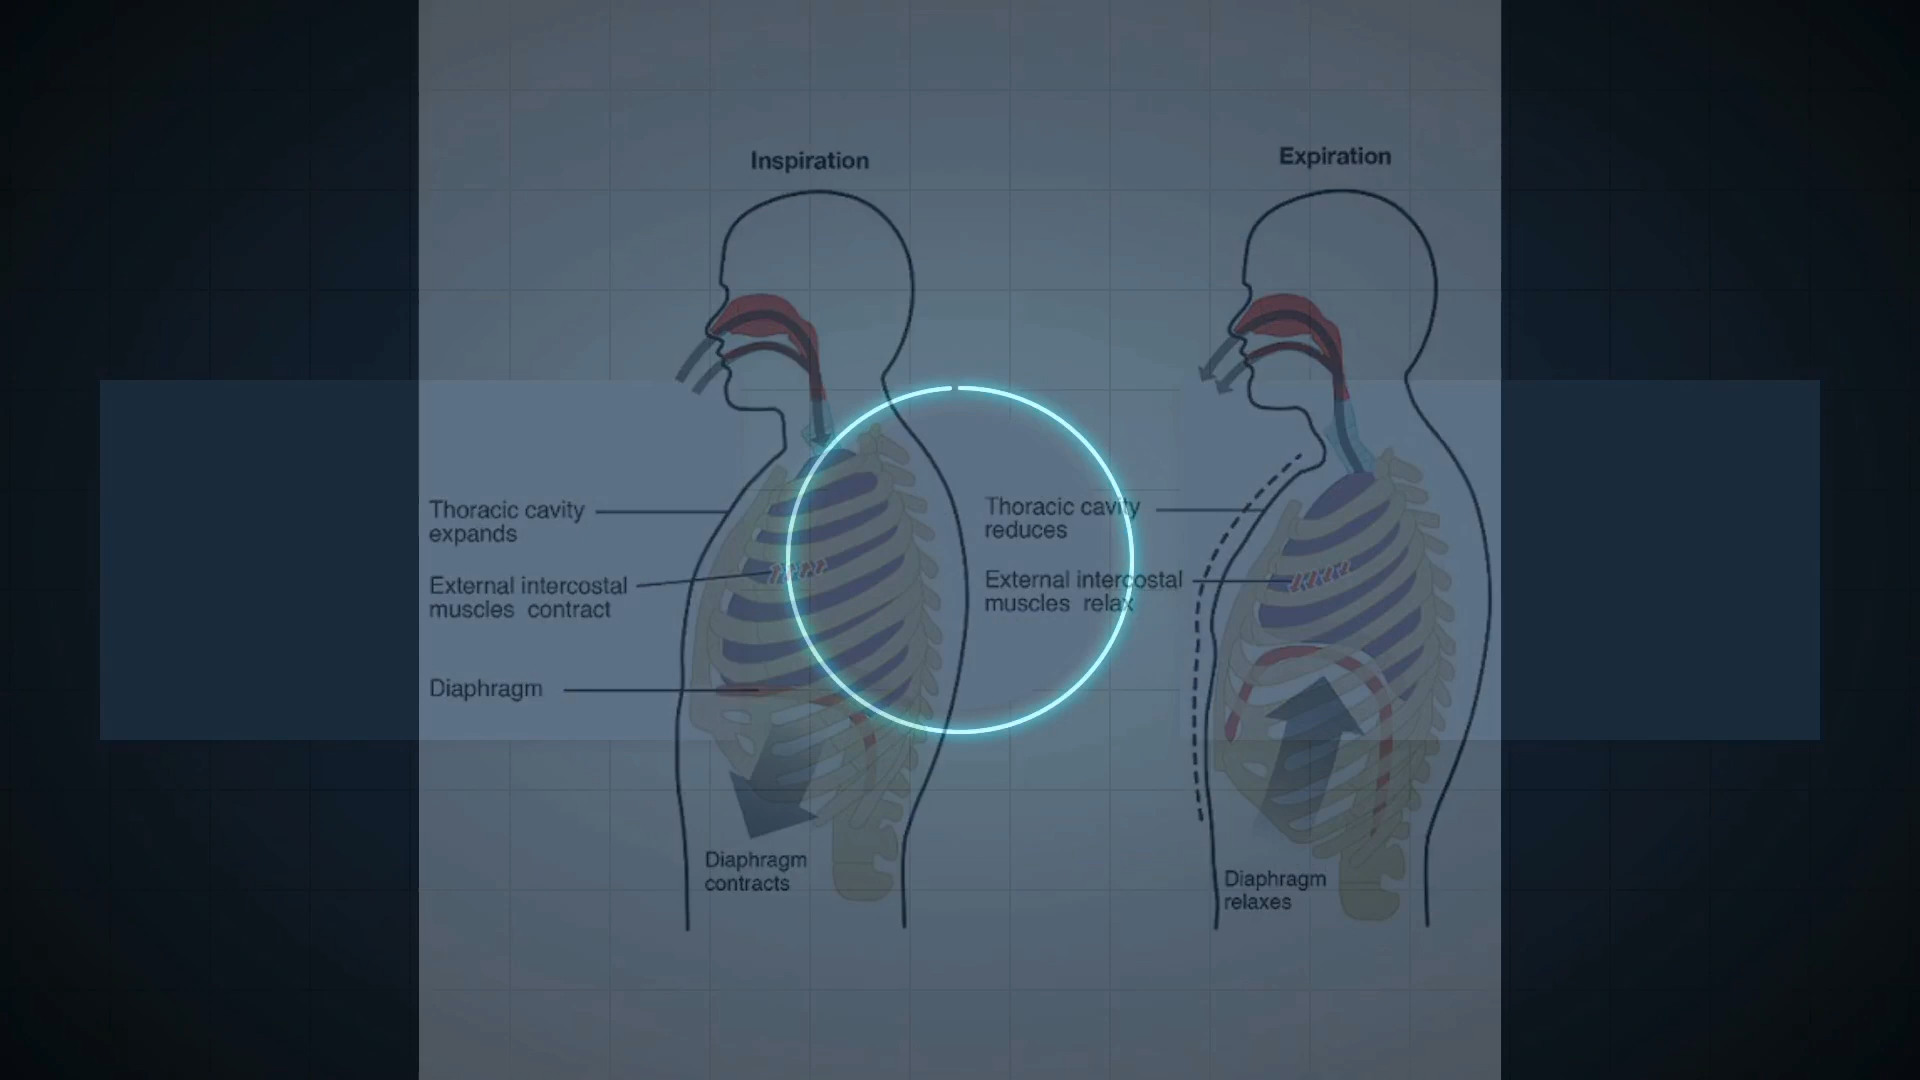 Inspiration
Thoracic cavity
expands
External intercostal
muscles contract
Diaphragm
Diaphragm
contracts
Expiration
Thoracic cavity
reduces
External intercostal
muscles relax
Diaphragm
relaxes